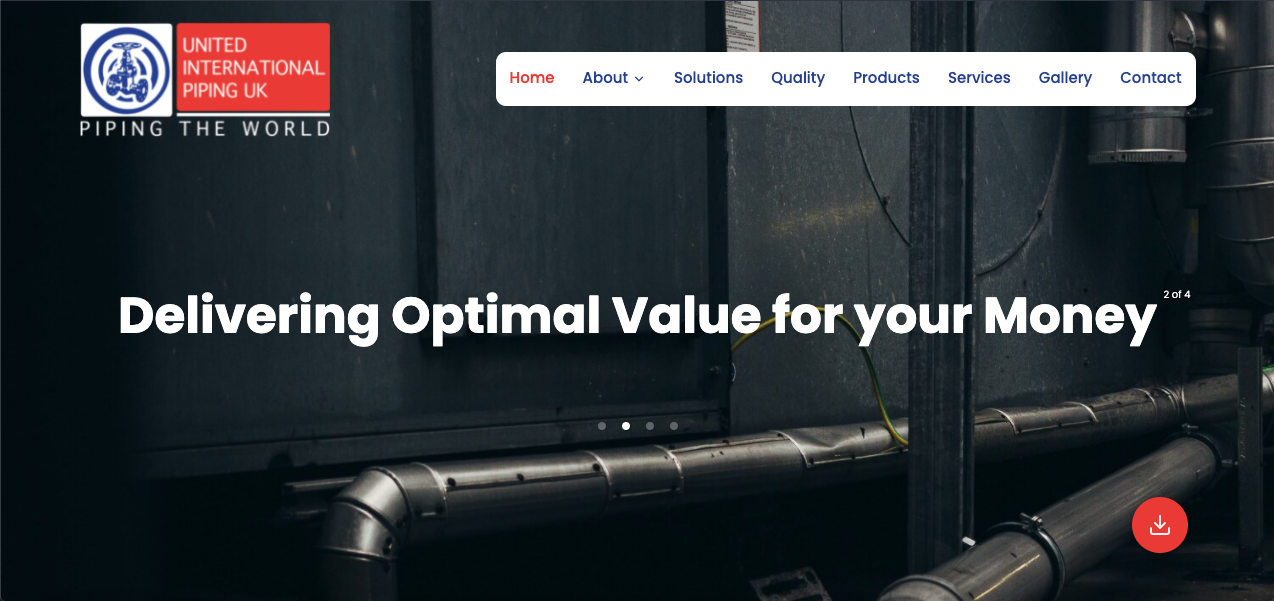 UNITED
INTERNATIONAL
PIPING UK
PIPING THE WORLD
Home About Solutions Quality Products Services Gallery Contact
Delivering Optimal Value for your Money
2 of 4